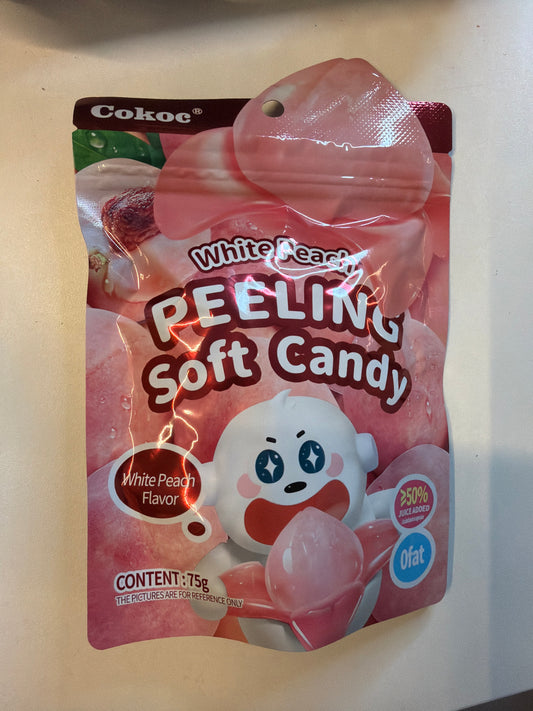 Cokoc®
White Peach
PEELING
Soft Candy
White Peach
Flavor
≥50%
JUICE ADDED
0fat
CONTENT : 75g
THE PICTURES ARE FOR REFERENCE ONLY